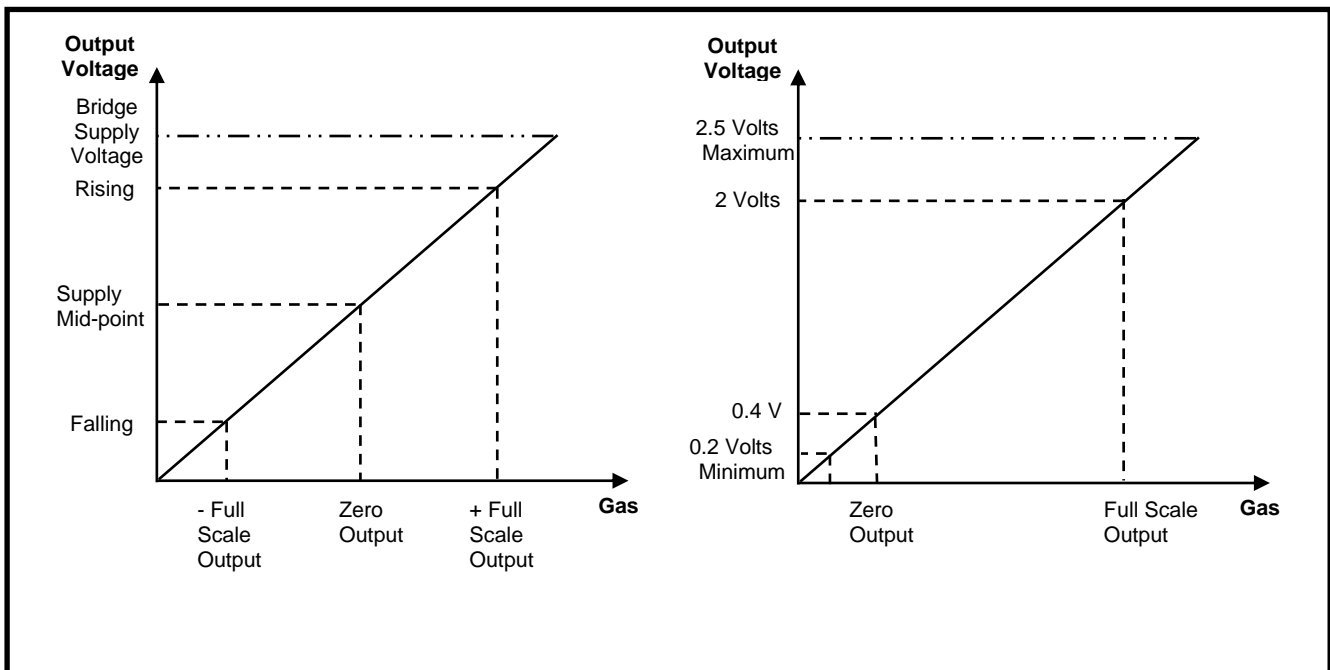 Output
Voltage
Bridge
Supply
Voltage
Rising
Supply
Mid-point
Falling
- Full
Scale
Output
Zero
Output
+ Full
Scale
Output
Gas
Output
Voltage
2.5 Volts
Maximum
2 Volts
0.4 V
0.2 Volts
Minimum
Zero
Output
Full Scale
Output
Gas